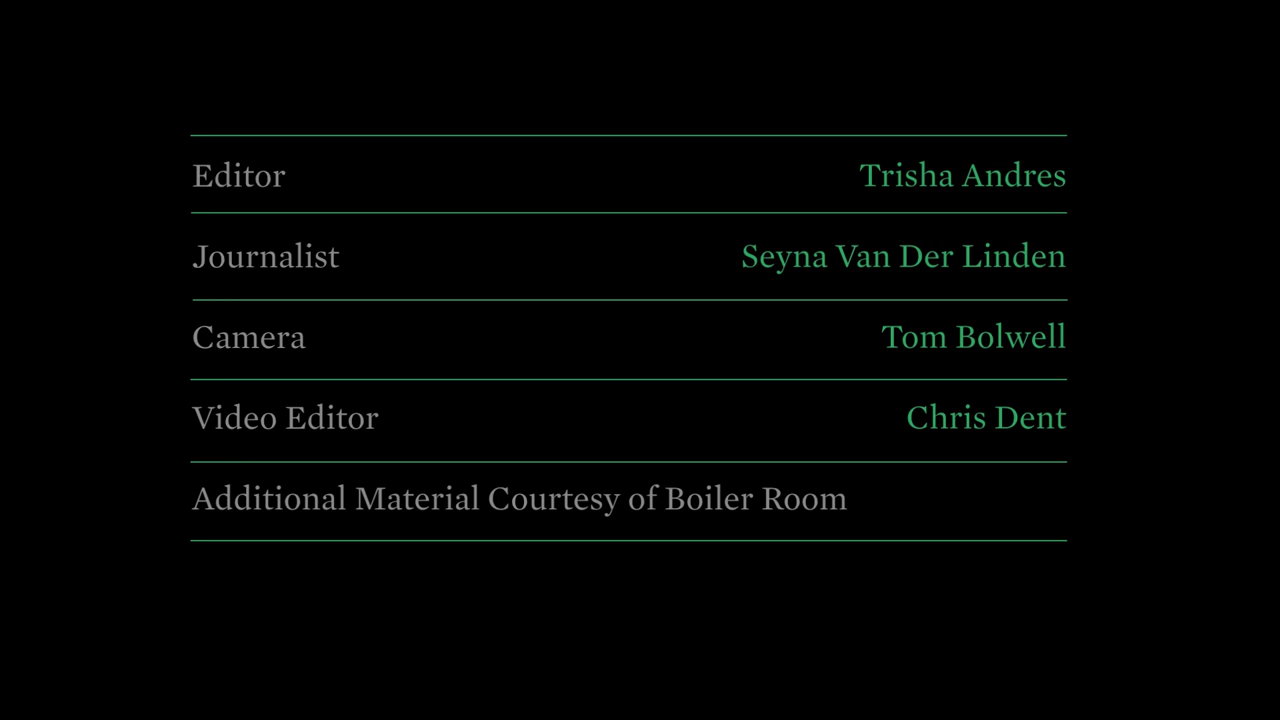 Editor Trisha Andres
Journalist Seyna Van Der Linden
Camera Tom Bolwell
Video Editor Chris Dent
Additional Material Courtesy of Boiler Room